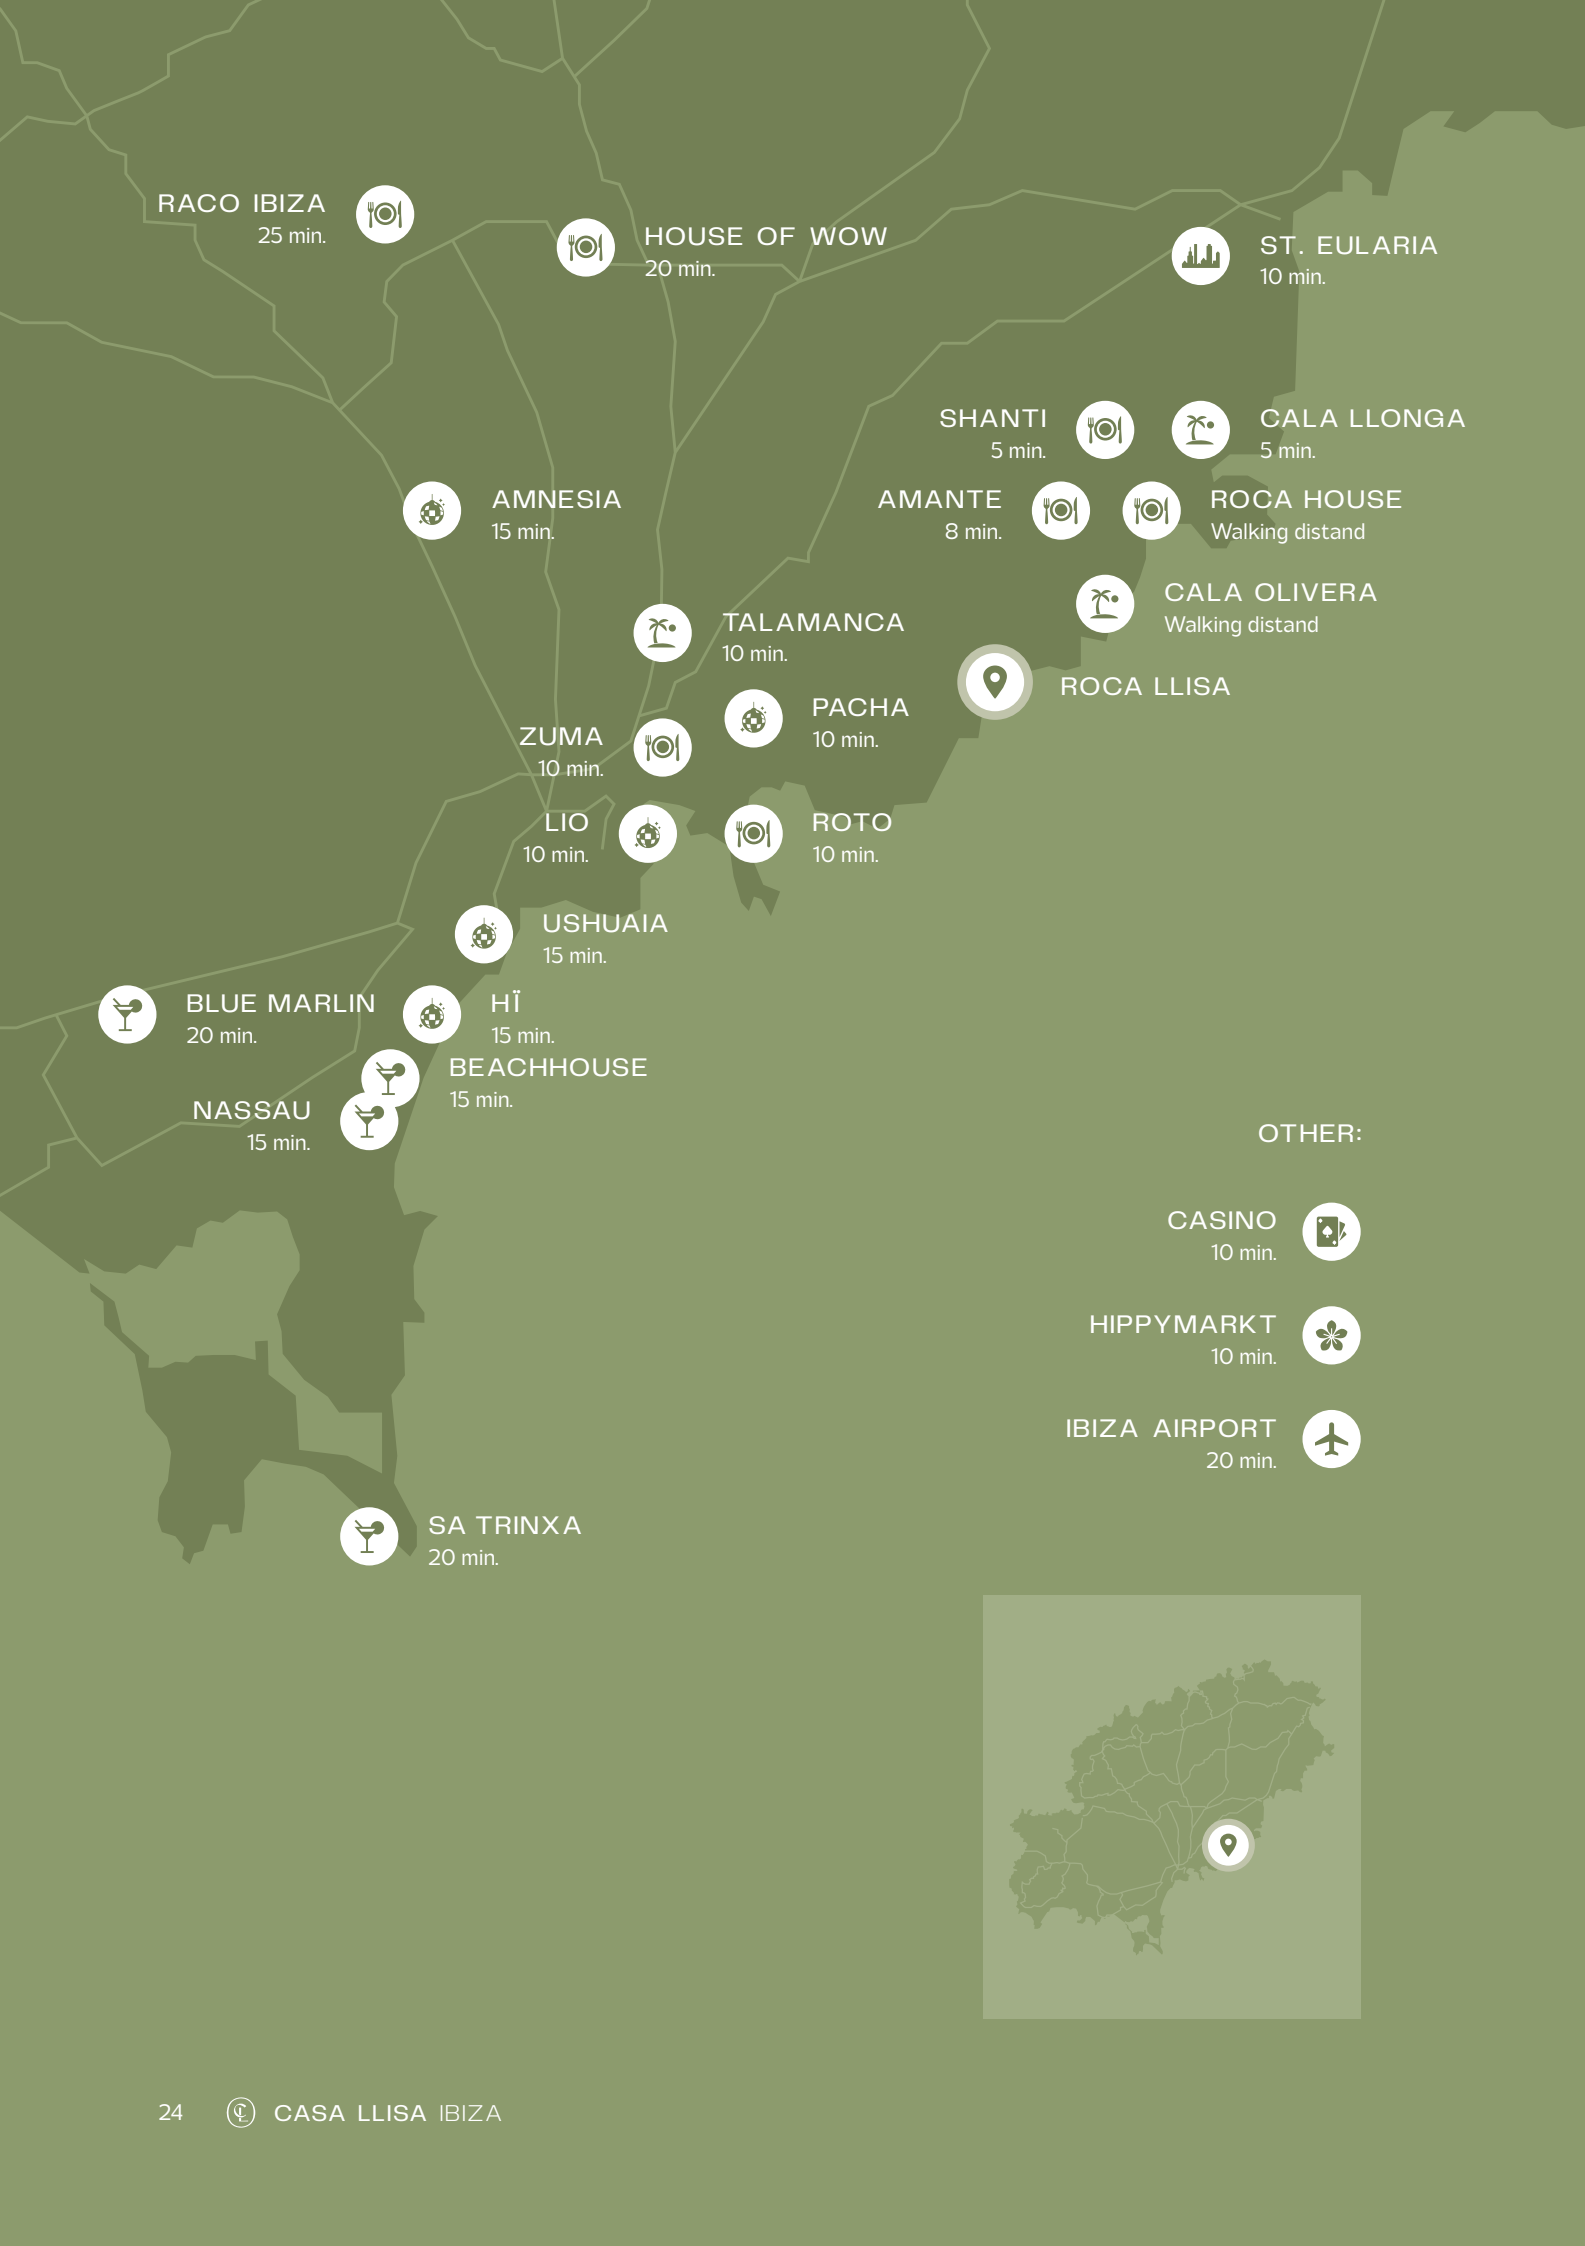 RACO IBIZA
25 min.
HOUSE OF WOW
20 min.
ST. EULARIA
10 min.
SHANTI
5 min.
CALA LLONGA
5 min.
AMNESIA
15 min.
AMANTE
8 min.
ROCA HOUSE
Walking distand
CALA OLIVERA
Walking distand
TALAMANCA
10 min.
ROCA LLISA
PACHA
10 min.
ZUMA
10 min.
LIO
10 min.
ROTO
10 min.
USHUAIA
15 min.
BLUE MARLIN
20 min.
HÏ
15 min.
BEACHHOUSE
15 min.
NASSAU
15 min.
OTHER:
CASINO
10 min.
HIPPYMARKT
10 min.
IBIZA AIRPORT
20 min.
SA TRINXA
20 min.
24 CASA LLISA IBIZA